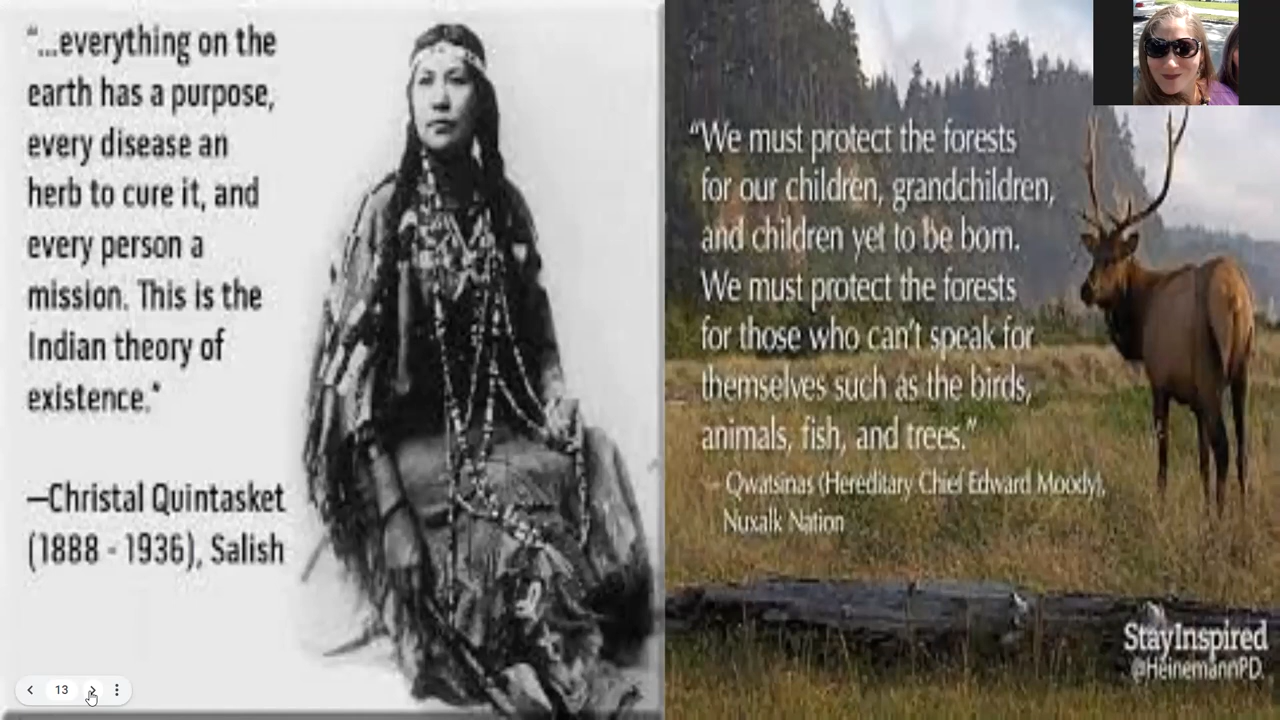 “...everything on the
earth has a purpose,
every disease an
herb to cure it, and
every person a
mission. This is the
Indian theory of
existence."
—Christal Quintasket
(1888 - 1936), Salish
“We must protect the forests
for our children, grandchildren,
and children yet to be born.
We must protect the forests
for those who can’t speak for
themselves such as the birds,
animals, fish, and trees.”
– Qwatsinas (Hereditary Chief Edward Moody),
Nuxalk Nation
StayInspired
@HeinemannPD.
13